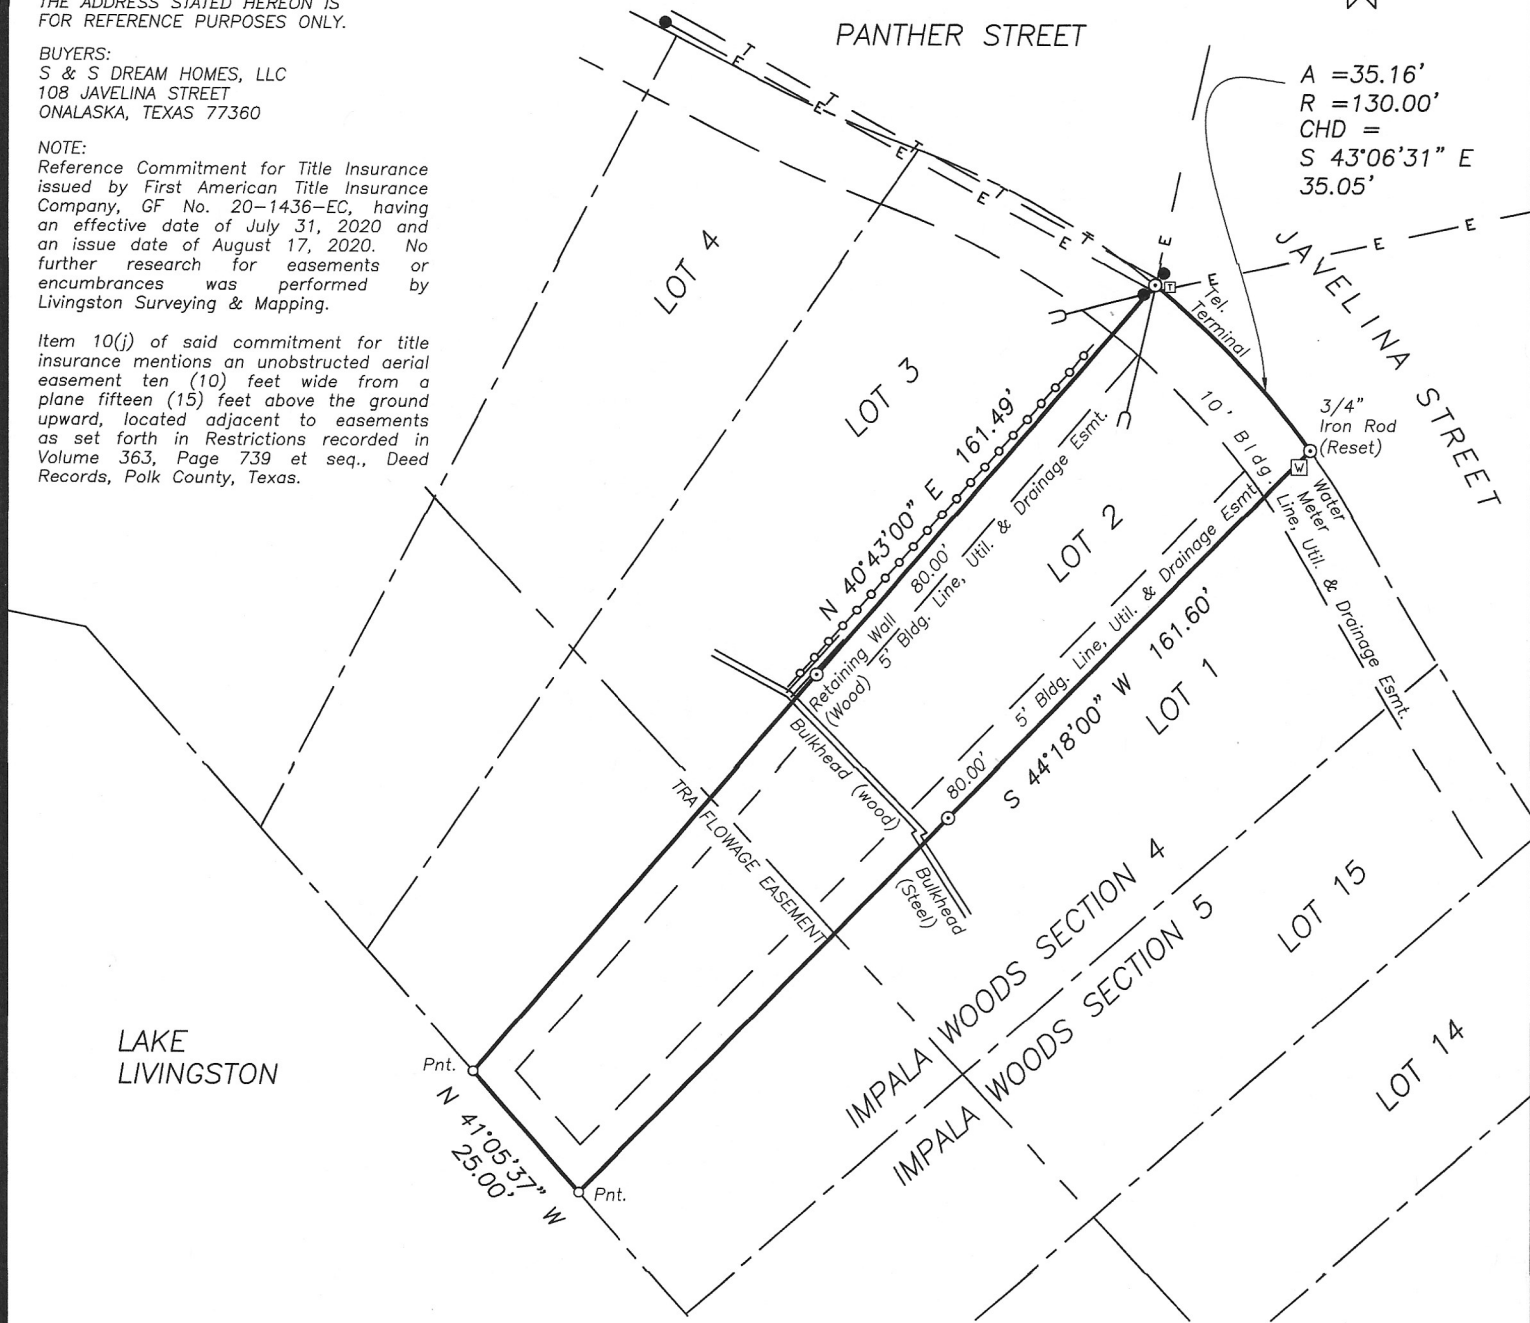 THE ADDRESS STATED HEREON IS
FOR REFERENCE PURPOSES ONLY.
BUYERS:
S & S DREAM HOMES, LLC
108 JAVELINA STREET
ONALASKA, TEXAS 77360
NOTE:
Reference Commitment for Title Insurance
issued by First American Title Insurance
Company, GF No. 20-1436-EC, having
an effective date of July 31, 2020 and
an issue date of August 17, 2020. No
further research for easements or
encumbrances was performed by
Livingston Surveying & Mapping.
Item 10(j) of said commitment for title
insurance mentions an unobstructed aerial
easement ten (10) feet wide from a
plane fifteen (15) feet above the ground
upward, located adjacent to easements
as set forth in Restrictions recorded in
Volume 363, Page 739 et seq., Deed
Records, Polk County, Texas.
PANTHER STREET
A =35.16'
R =130.00'
CHD =
S 43°06'31" E
35.05'
T
E
T
E
T
E
T
E
T
E
E
E
E
E
T
Tel.
Terminal
JAVELINA STREET
3/4"
Iron Rod
(Reset)
W
Water
Meter
10' Bldg. Line, Util. & Drainage Esmt.
LOT 4
LOT 3
N 40°43'00" E 161.49'
80.00'
5' Bldg. Line, Util. & Drainage Esmt.
Retaining Wall
(Wood)
LOT 2
5' Bldg. Line, Util. & Drainage Esmt.
80.00'
S 44°18'00" W 161.60'
LOT 1
Bulkhead (wood)
Bulkhead
(Steel)
TRA FLOWAGE EASEMENT
IMPALA WOODS SECTION 4
IMPALA WOODS SECTION 5
LOT 15
LOT 14
LAKE
LIVINGSTON
Pnt.
N 41°05'37" W
25.00'
Pnt.